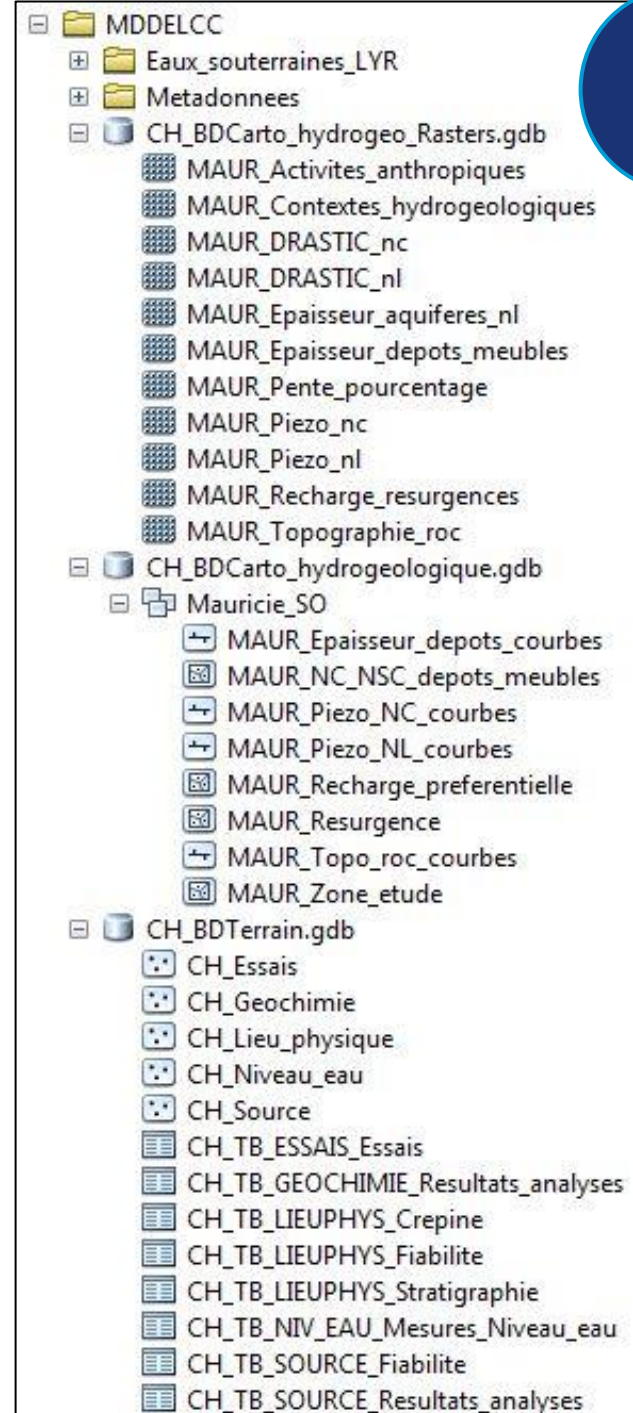 MDDELCC
Eaux_souterraines_LYR
Metadonnees
CH_BDCarto_hydrogeo_Rasters.gdb
MAUR_Activites_anthropiques
MAUR_Contextes_hydrogeologiques
MAUR_DRASTIC_nc
MAUR_DRASTIC_nl
MAUR_Epaisseur_aquiferes_nl
MAUR_Epaisseur_depots_meubles
MAUR_Pente_pourcentage
MAUR_Piezo_nc
MAUR_Piezo_nl
MAUR_Recharge_resurgences
MAUR_Topographie_roc
CH_BDCarto_hydrogeologique.gdb
Mauricie_SO
MAUR_Epaisseur_depots_courbes
MAUR_NC_NSC_depots_meubles
MAUR_Piezo_NC_courbes
MAUR_Piezo_NL_courbes
MAUR_Recharge_preferentielle
MAUR_Resurgence
MAUR_Topo_roc_courbes
MAUR_Zone_etude
CH_BDTerrain.gdb
CH_Essais
CH_Geochimie
CH_Lieu_physique
CH_Niveau_eau
CH_Source
CH_TB_ESSAIS_Essais
CH_TB_GEOCHIMIE_Resultats_analyses
CH_TB_LIEUPHYS_Crepine
CH_TB_LIEUPHYS_Fiabilite
CH_TB_LIEUPHYS_Stratigraphie
CH_TB_NIV_EAU_Mesures_Niveau_eau
CH_TB_SOURCE_Fiabilite
CH_TB_SOURCE_Resultats_analyses